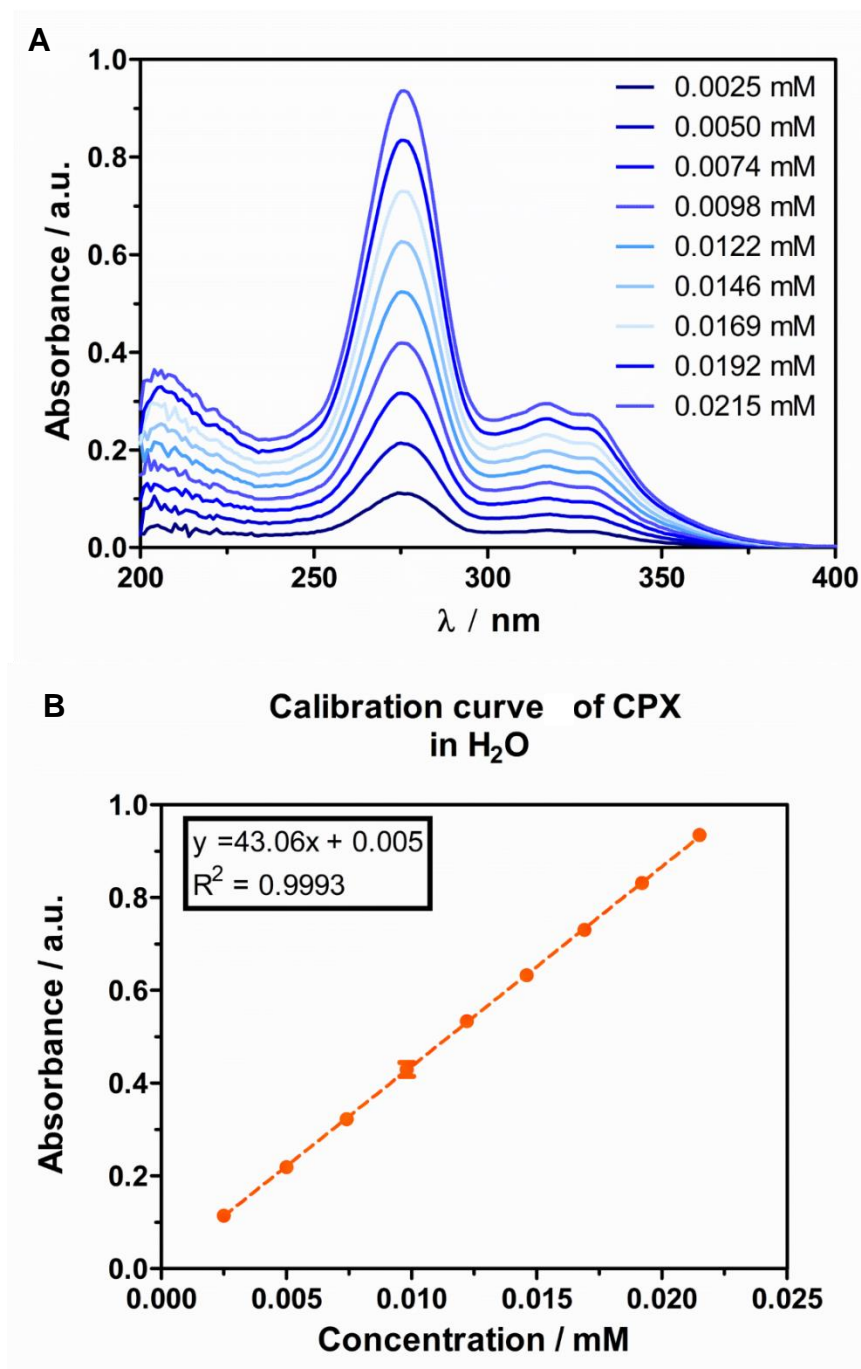 A
1.0
0.8
0.6
0.4
0.2
0.0
Absorbance / a.u.
0.0025 mM
0.0050 mM
0.0074 mM
0.0098 mM
0.0122 mM
0.0146 mM
0.0169 mM
0.0192 mM
0.0215 mM
200 250 300 350 400
λ / nm
B
Calibration curve of CPX
in H₂O
1.0
0.8
0.6
0.4
0.2
0.0
Absorbance / a.u.
y =43.06x + 0.005
R² = 0.9993
0.000 0.005 0.010 0.015 0.020 0.025
Concentration / mM